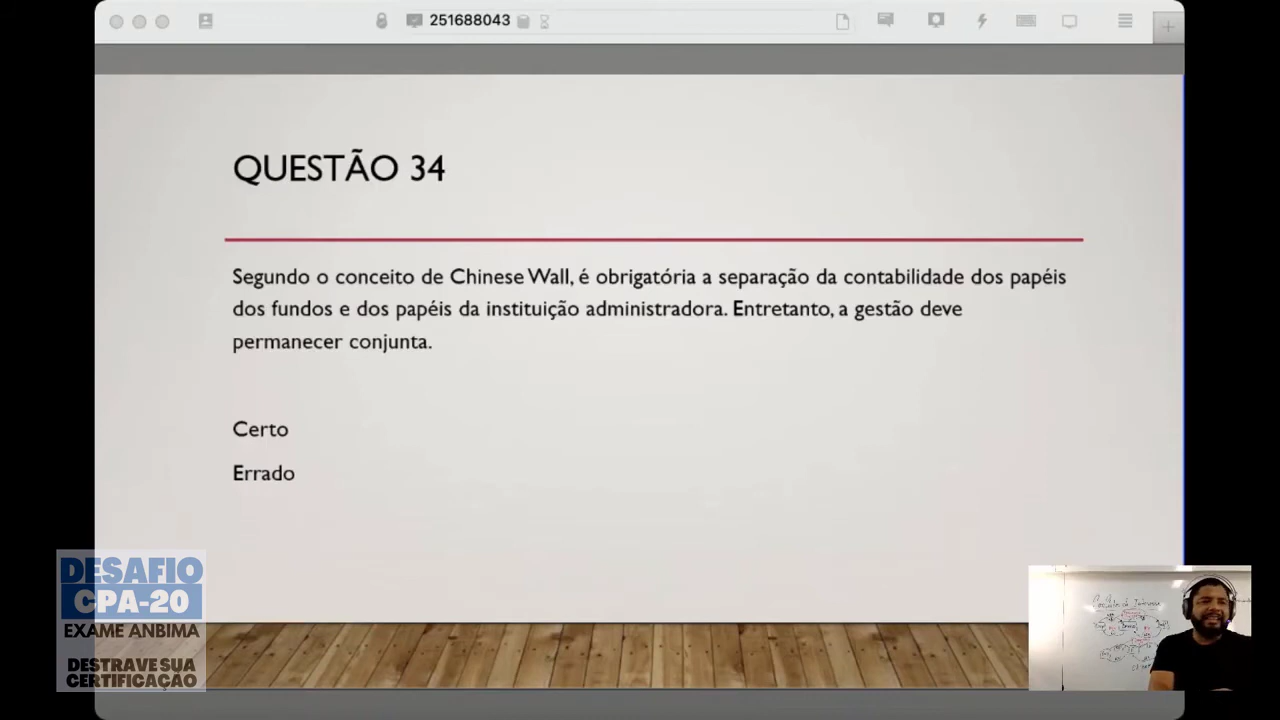 251688043
QUESTÃO 34
Segundo o conceito de Chinese Wall, é obrigatória a separação da contabilidade dos papéis
dos fundos e dos papéis da instituição administradora. Entretanto, a gestão deve
permanecer conjunta.
Certo
Errado
DESAFIO
CPA-20
EXAME ANBIMA
DESTRAVE SUA
CERTIFICAÇÃO